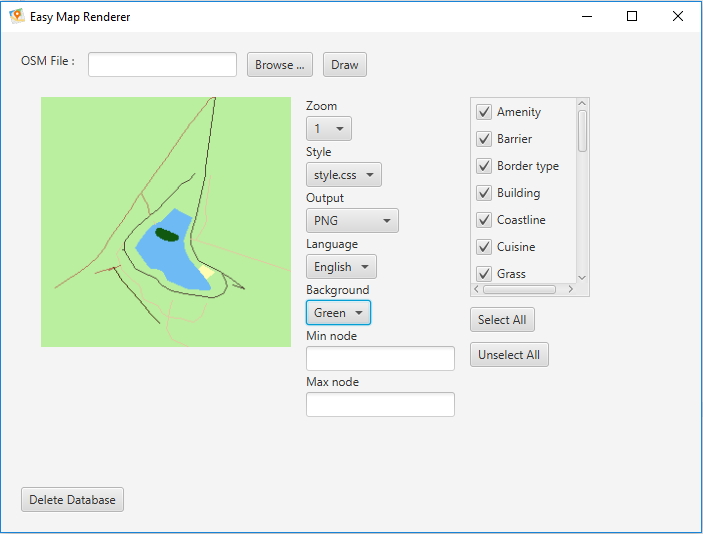 Easy Map Renderer
OSM File :
Browse ...
Draw
Zoom
1
Style
style.css
Output
PNG
Language
English
Background
Green
Min node
Max node
Amenity
Barrier
Border type
Building
Coastline
Cuisine
Grass
Select All
Unselect All
Delete Database